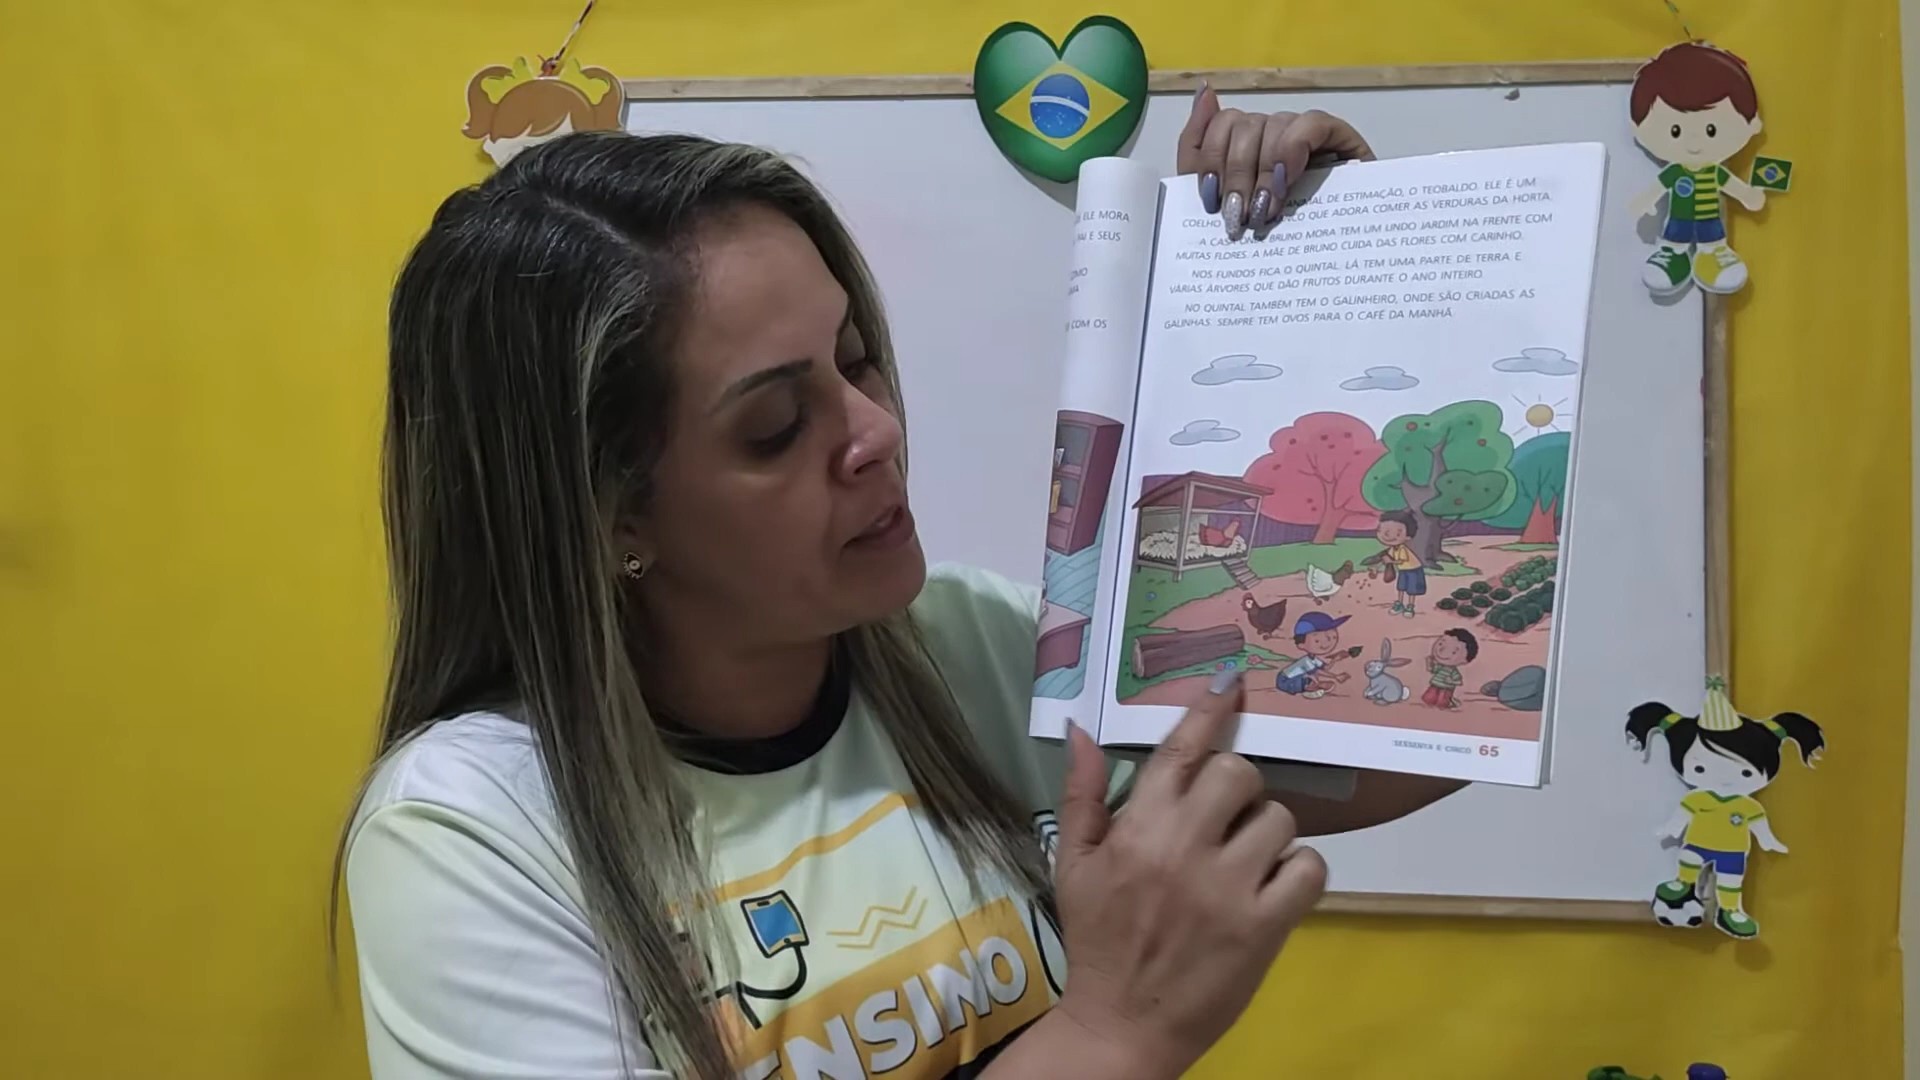 S ELE MORA
PAI E SEUS
OMO
COM OS
ANIMAL DE ESTIMAÇÃO, O TEOBALDO. ELE É UM
COELHO BRANCO QUE ADORA COMER AS VERDURAS DA HORTA.
A CASA ONDE BRUNO MORA TEM UM LINDO JARDIM NA FRENTE COM
MUITAS FLORES. A MÃE DE BRUNO CUIDA DAS FLORES COM CARINHO.
NOS FUNDOS FICA O QUINTAL. LÁ TEM UMA PARTE DE TERRA E
VÁRIAS ÁRVORES QUE DÃO FRUTOS DURANTE O ANO INTEIRO.
NO QUINTAL TAMBÉM TEM O GALINHEIRO, ONDE SÃO CRIADAS AS
GALINHAS. SEMPRE TEM OVOS PARA O CAFÉ DA MANHÃ.
SESSENTA E CINCO 65
ENSINO